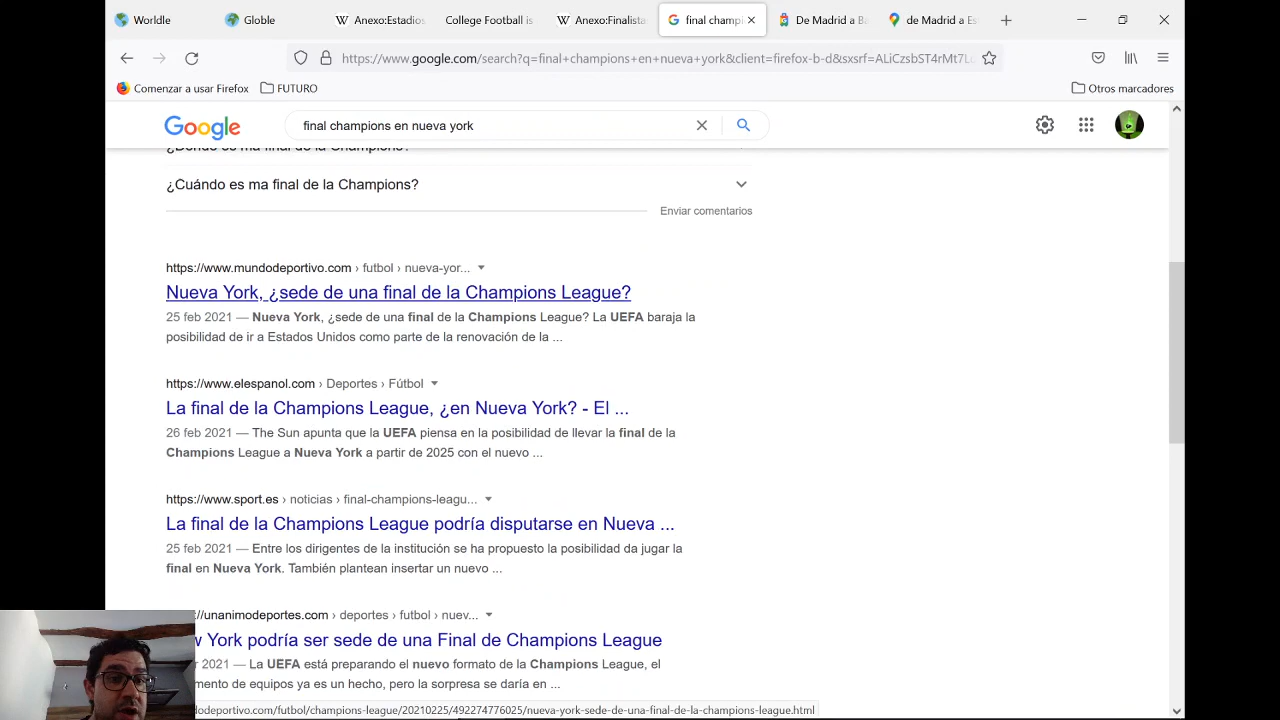 Worldle
Globle
Anexo:Estadios
College Football is
Anexo:Finalista
final champi
De Madrid a Ba
de Madrid a Es
https://www.google.com/search?q=final+champions+en+nueva+york&client=firefox-b-d&sxsrf=ALiCzsbST4rMt7L
Comenzar a usar Firefox
FUTURO
Otros marcadores
Google
final champions en nueva york
¿Dónde es ma final de la Champions?
¿Cuándo es ma final de la Champions?
Enviar comentarios
https://www.mundodeportivo.com › futbol › nueva-yor...
Nueva York, ¿sede de una final de la Champions League?
25 feb 2021 — Nueva York, ¿sede de una final de la Champions League? La UEFA baraja la
posibilidad de ir a Estados Unidos como parte de la renovación de la ...
https://www.elespanol.com › Deportes › Fútbol
La final de la Champions League, ¿en Nueva York? - El ...
26 feb 2021 — The Sun apunta que la UEFA piensa en la posibilidad de llevar la final de la
Champions League a Nueva York a partir de 2025 con el nuevo ...
https://www.sport.es › noticias › final-champions-leagu...
La final de la Champions League podría disputarse en Nueva ...
25 feb 2021 — Entre los dirigentes de la institución se ha propuesto la posibilidad da jugar la
final en Nueva York. También plantean insertar un nuevo ...
//unanimodeportes.com › deportes › futbol › nuev...
w York podría ser sede de una Final de Champions League
2021 — La UEFA está preparando el nuevo formato de la Champions League, el
mento de equipos ya es un hecho, pero la sorpresa se daría en ...
deportivo.com/futbol/champions-league/20210225/492274776025/nueva-york-sede-de-una-final-de-la-champions-league.html